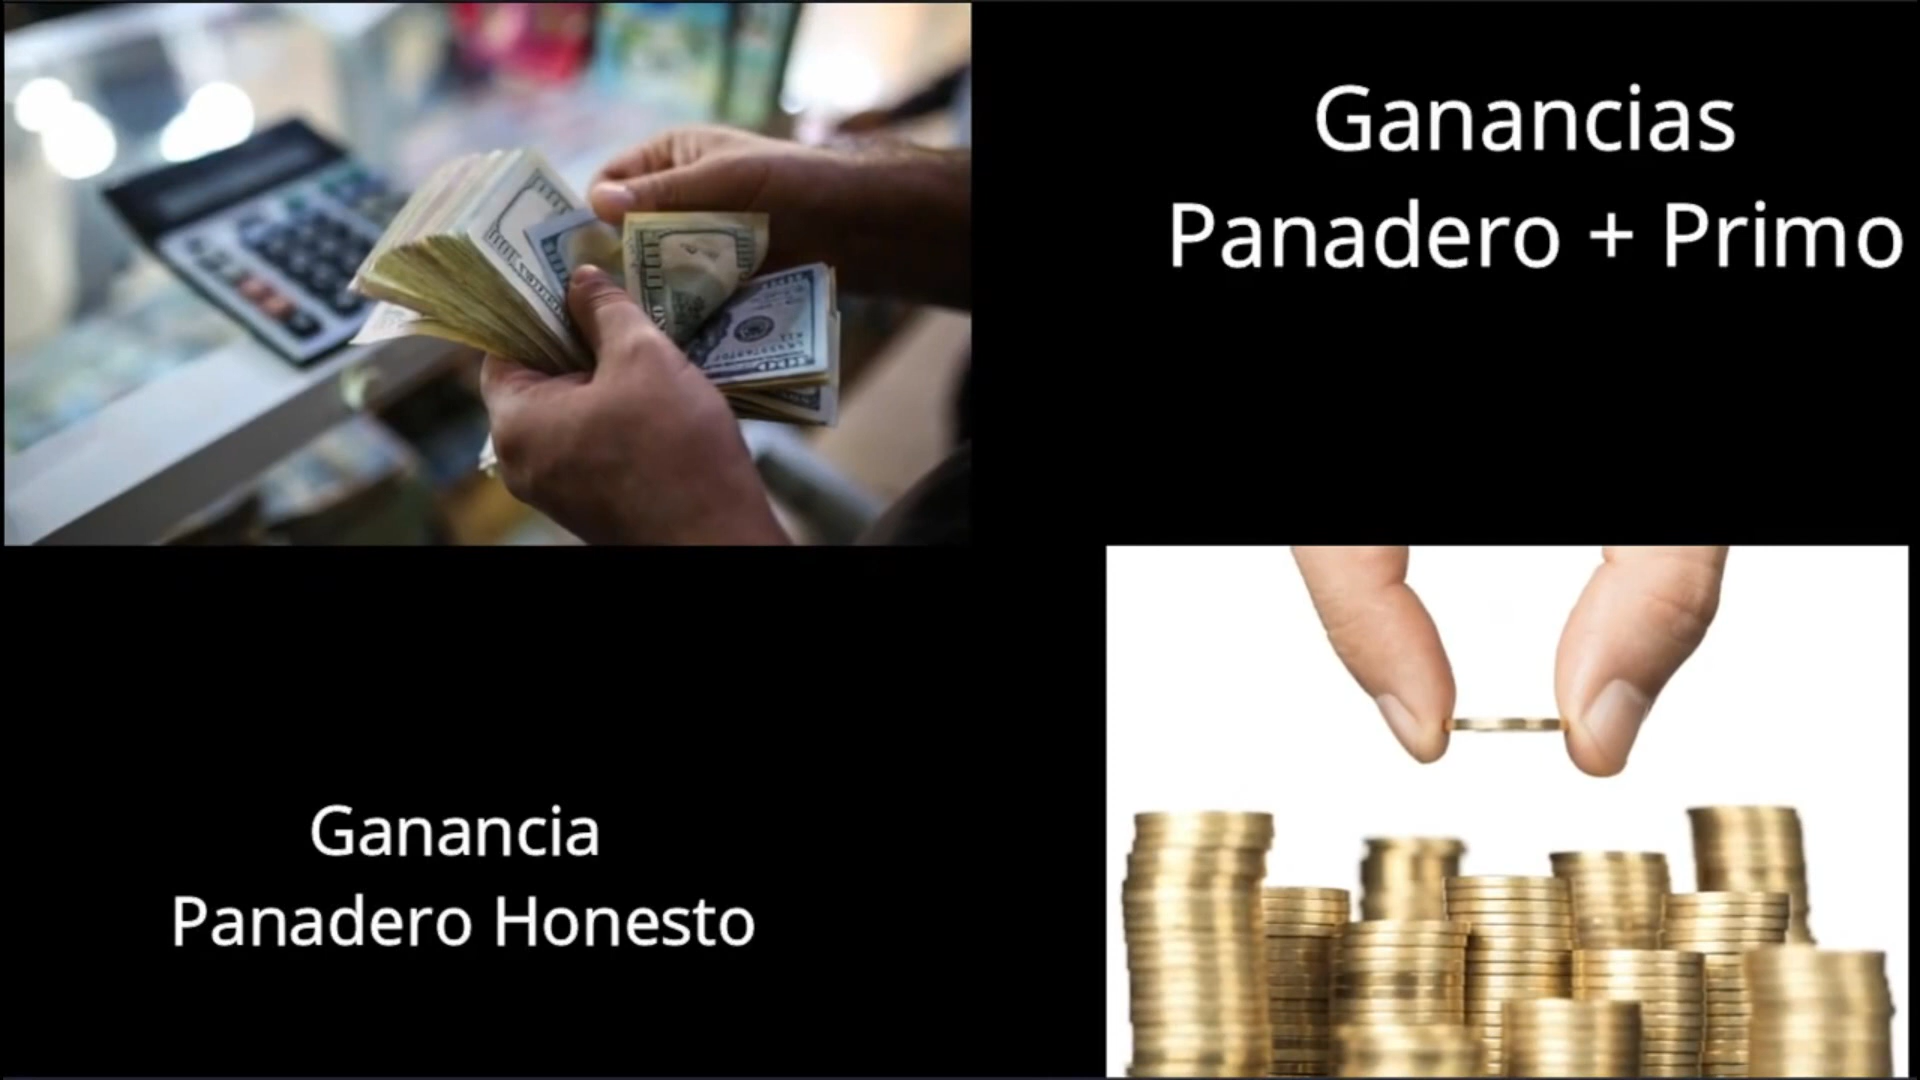 Ganancias
Panadero + Primo
Ganancia
Panadero Honesto